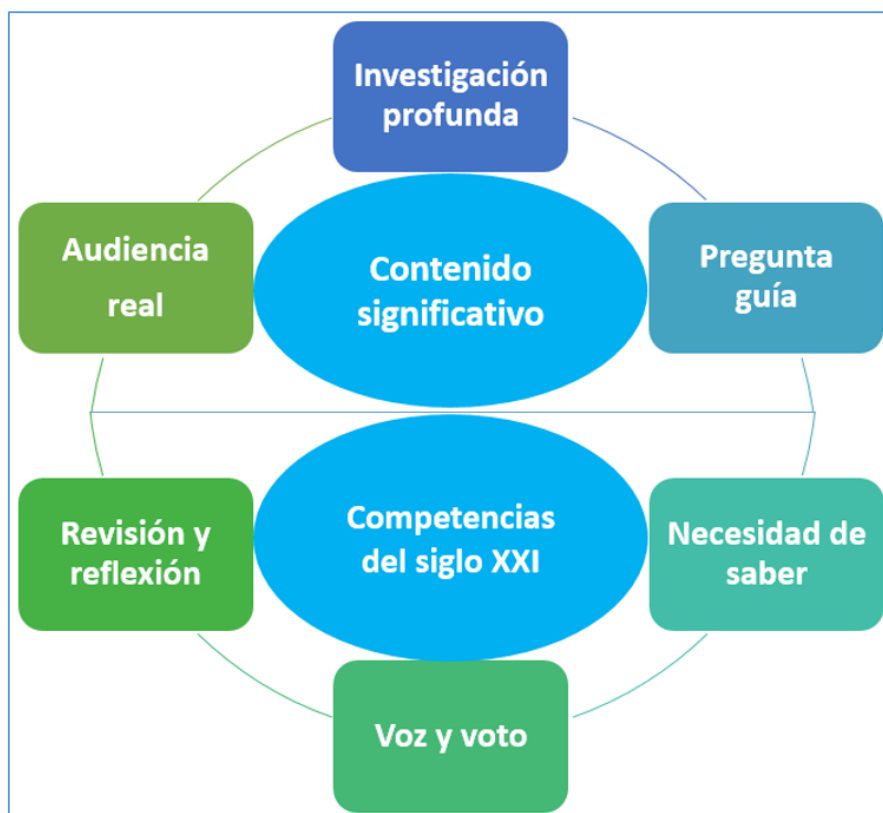 Investigación
profunda
Audiencia
real
Contenido
significativo
Pregunta
guía
Revisión y
reflexión
Competencias
del siglo XXI
Necesidad de
saber
Voz y voto